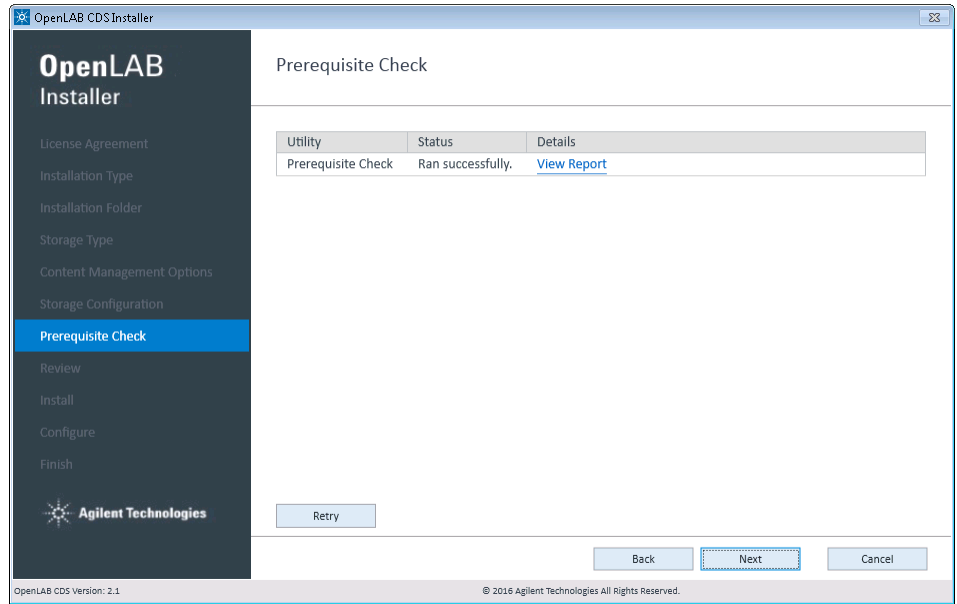 OpenLAB CDS Installer
OpenLAB
Installer
License Agreement
Installation Type
Installation Folder
Storage Type
Content Management Options
Storage Configuration
Prerequisite Check
Review
Install
Configure
Finish
Agilent Technologies
Prerequisite Check
Utility Status Details
Prerequisite Check Ran successfully. View Report
Retry
Back Next Cancel
OpenLAB CDS Version: 2.1 © 2016 Agilent Technologies All Rights Reserved.